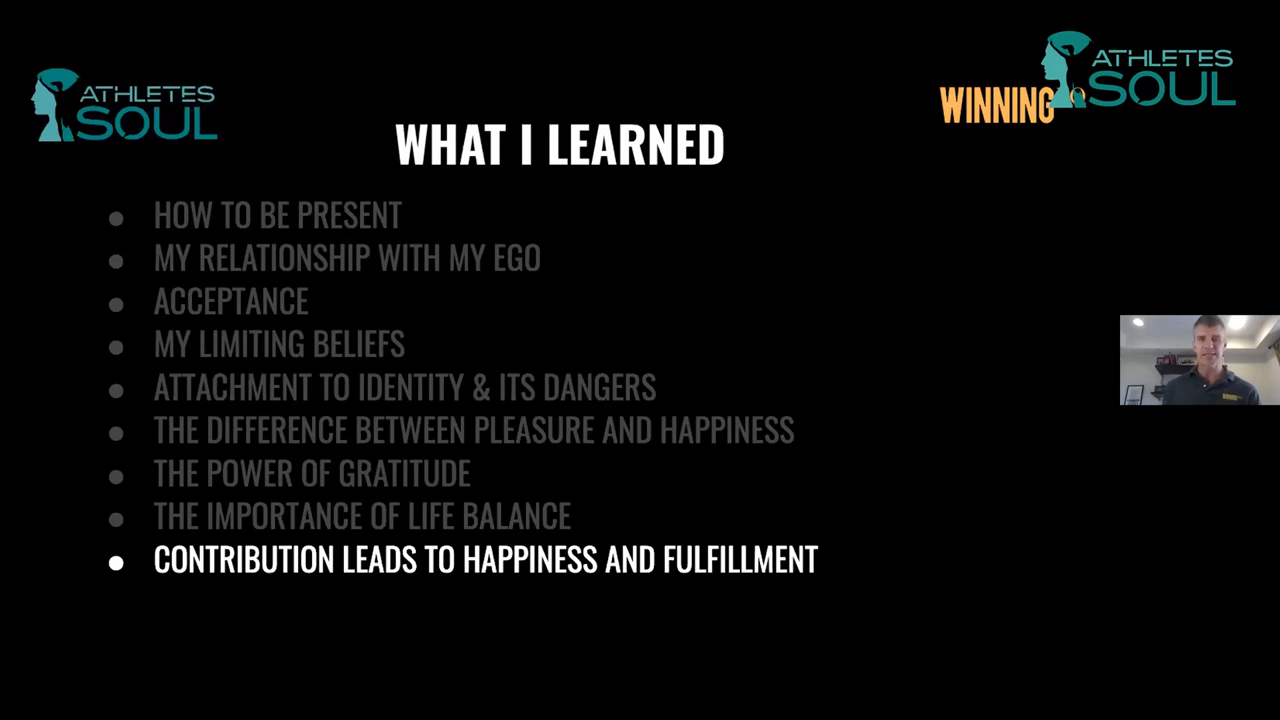 ATHLETES
SOUL
WINNING
ATHLETES
SOUL
WHAT I LEARNED
● HOW TO BE PRESENT
● MY RELATIONSHIP WITH MY EGO
● ACCEPTANCE
● MY LIMITING BELIEFS
● ATTACHMENT TO IDENTITY & ITS DANGERS
● THE DIFFERENCE BETWEEN PLEASURE AND HAPPINESS
● THE POWER OF GRATITUDE
● THE IMPORTANCE OF LIFE BALANCE
● CONTRIBUTION LEADS TO HAPPINESS AND FULFILLMENT